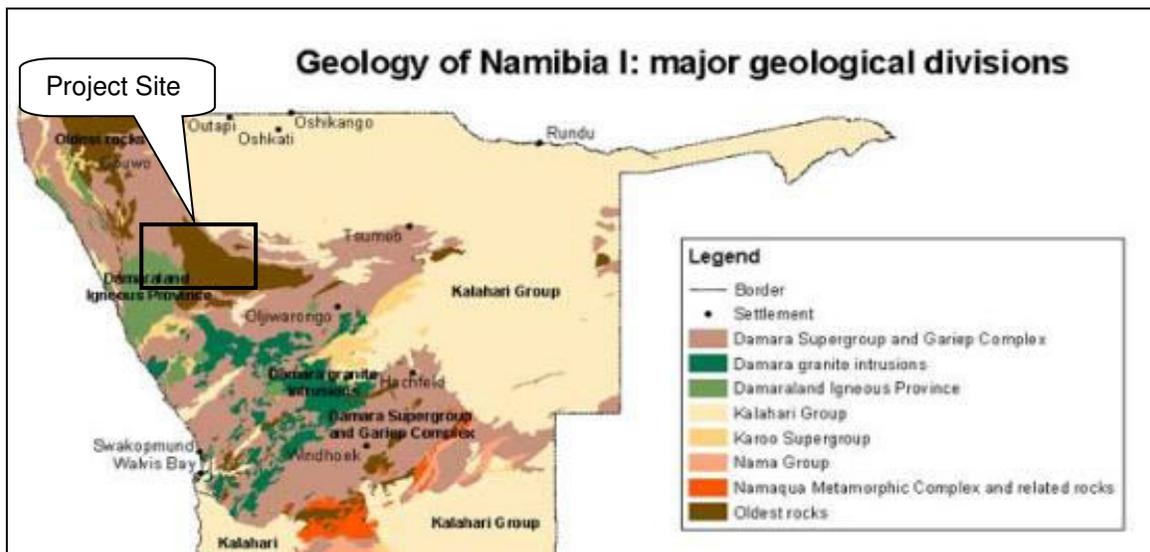 Geology of Namibia I: major geological divisions
Project Site
Outapi
Oshikango
Oshkati
Rundu
Oldest rocks
Tsumeb
Damaraland
Igneous Province
Kalahari Group
Otjiwarongo
Damara granite
intrusions
Hochfeld
Damara Supergroup
and Gariep Complex
Swakopmund
Walvis Bay
Windhoek
Kalahari Group
Kalahari
Legend
Border
Settlement
Damara Supergroup and Gariep Complex
Damara granite intrusions
Damaraland Igneous Province
Kalahari Group
Karoo Supergroup
Nama Group
Namaqua Metamorphic Complex and related rocks
Oldest rocks